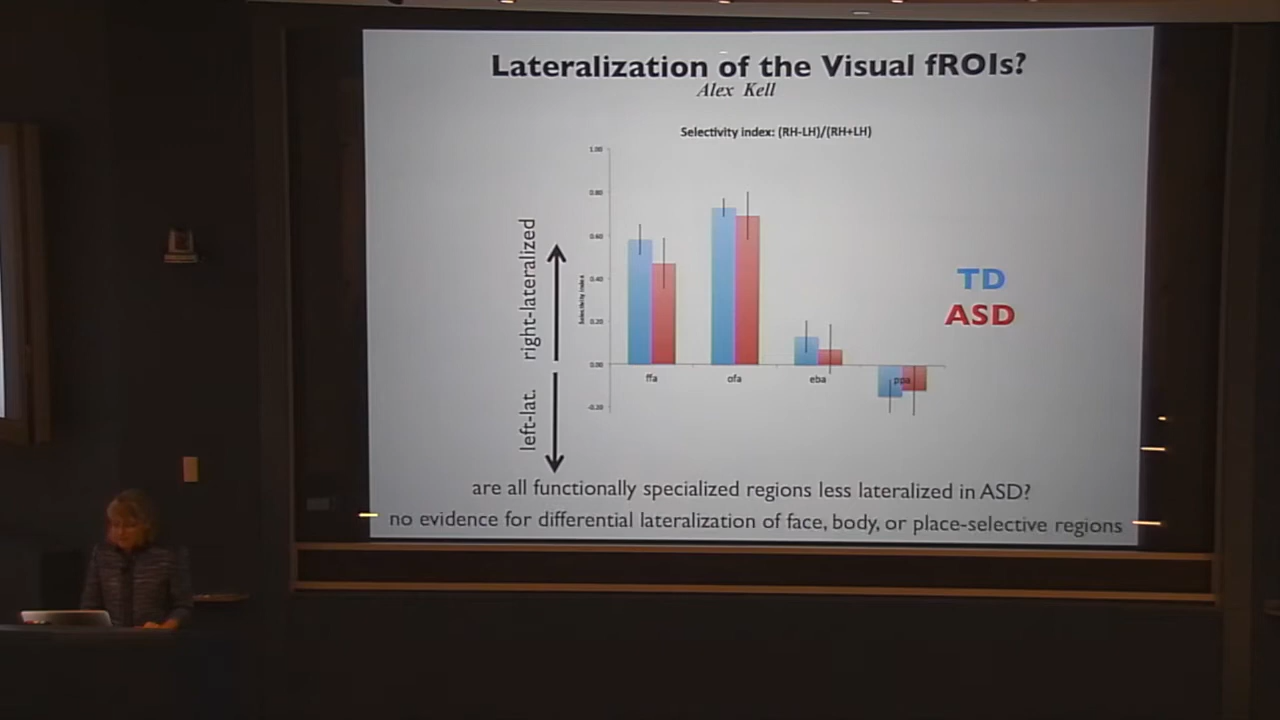 Lateralization of the Visual fROIs?
Alex Kell
Selectivity index: (RH-LH)/(RH+LH)
1.00
0.80
0.60
0.40
0.20
0.00
-0.20
Selectivity index
right-lateralized
left-lat.
ffa
ofa
eba
ppa
TD
ASD
are all functionally specialized regions less lateralized in ASD?
no evidence for differential lateralization of face, body, or place-selective regions